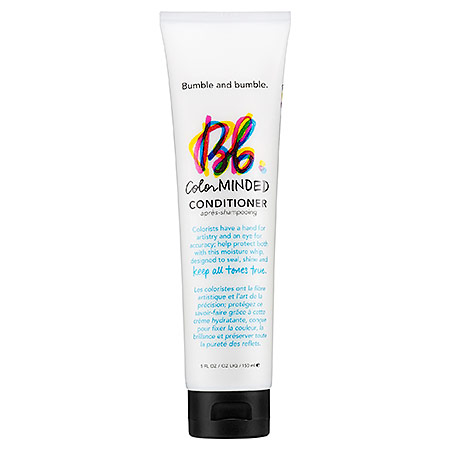 Bumble and bumble.
Bb.
Color MINDED
CONDITIONER
après-shampooing
Colorists have a hand for
artistry and an eye for
accuracy; help protect both
with this moisture whip,
designed to seal, shine and
keep all tones true.
Les coloristes ont la fibre
artistique et l'art de la
précision; protégez ce
savoir-faire grâce à cette
crème hydratante, conçue
pour fixer la couleur, la
brillance et préserver toute
la pureté des reflets.
5 FL OZ / OZ LIQ / 150 ml e